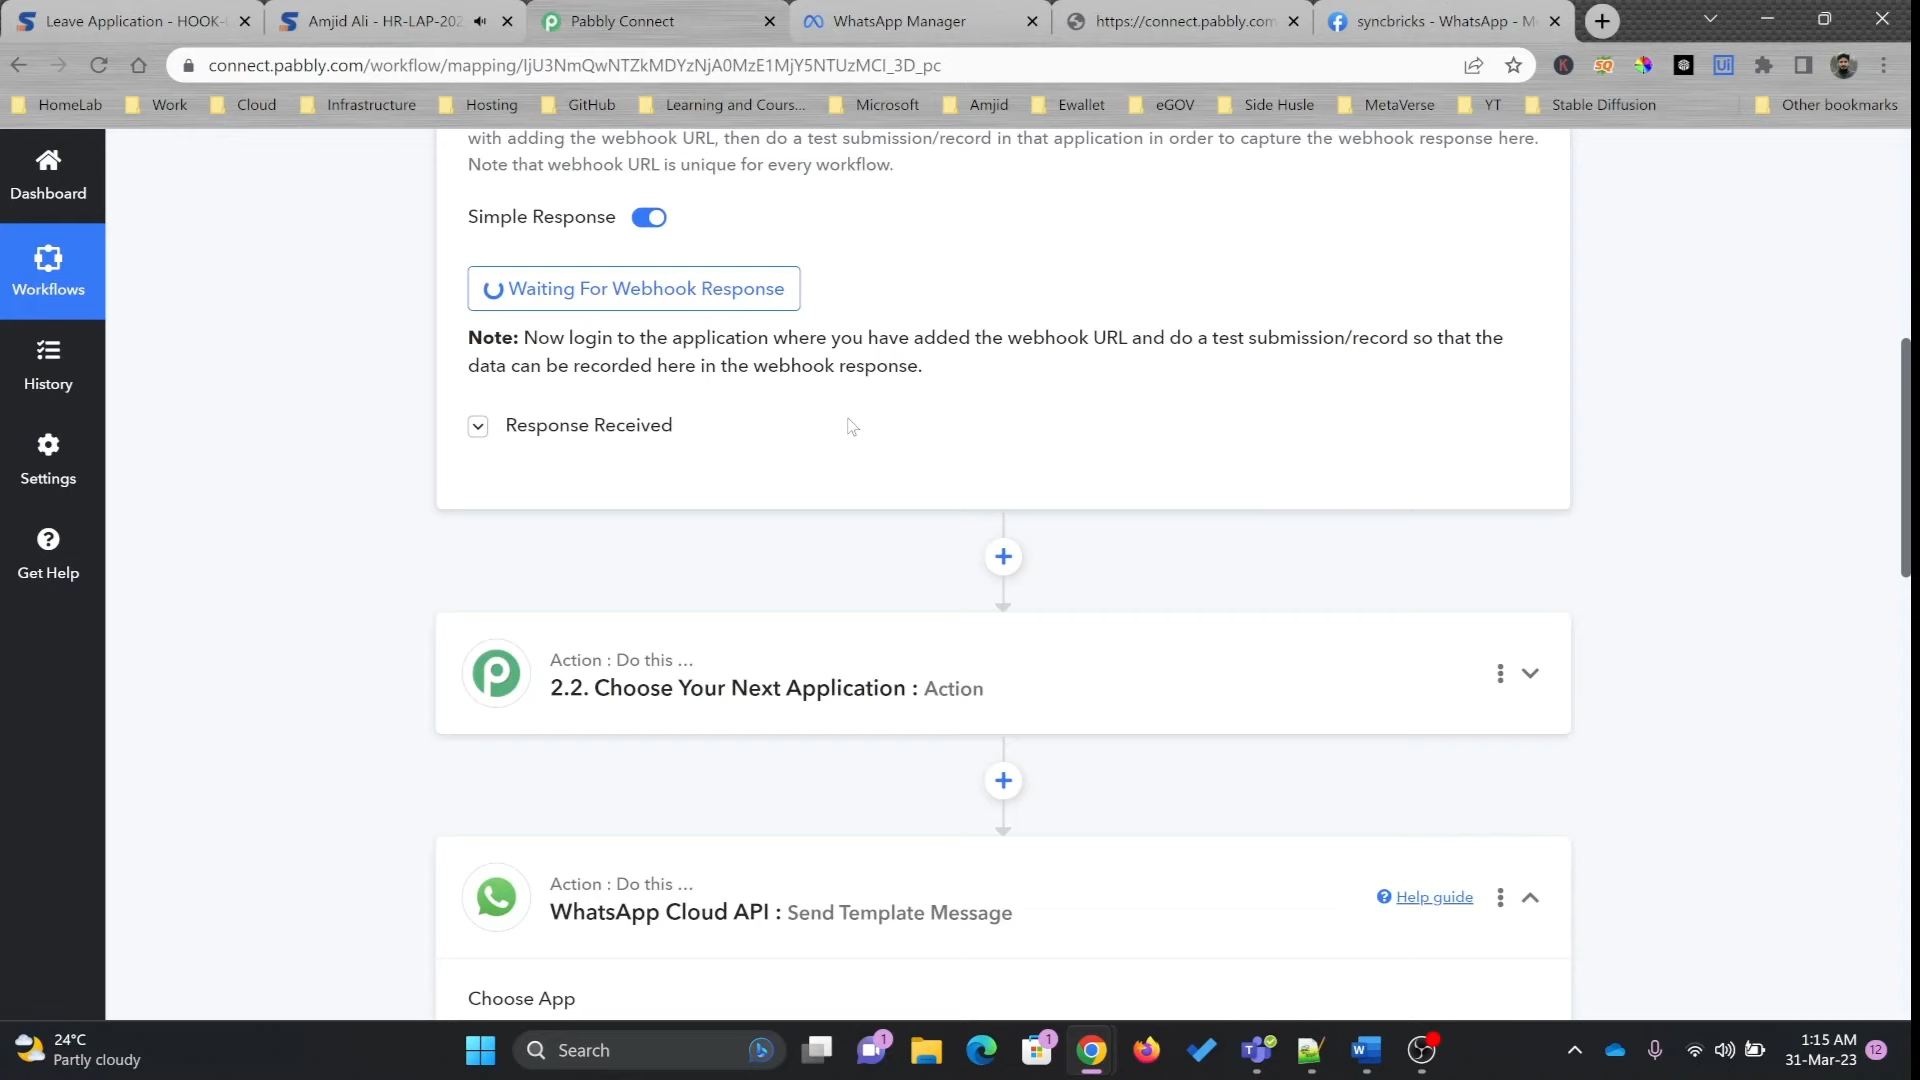 Leave Application - HOOK-
Amjid Ali - HR-LAP-202
Pabbly Connect
WhatsApp Manager
https://connect.pabbly.com
syncbricks - WhatsApp - M
connect.pabbly.com/workflow/mapping/IjU3NmQwNTZkMDYzNjA0MzE1MjY5NTUzMCI_3D_pc
HomeLab
Work
Cloud
Infrastructure
Hosting
GitHub
Learning and Cours...
Microsoft
Amjid
Ewallet
eGOV
Side Husle
MetaVerse
YT
Stable Diffusion
Other bookmarks
Dashboard
Workflows
History
Settings
Get Help
with adding the webhook URL, then do a test submission/record in that application in order to capture the webhook response here.
Note that webhook URL is unique for every workflow.
Simple Response
Waiting For Webhook Response
Note: Now login to the application where you have added the webhook URL and do a test submission/record so that the
data can be recorded here in the webhook response.
Response Received
Action : Do this ...
2.2. Choose Your Next Application : Action
Action : Do this ...
WhatsApp Cloud API : Send Template Message
Help guide
Choose App
24°C
Partly cloudy
Search
1
1
1:15 AM
31-Mar-23
12